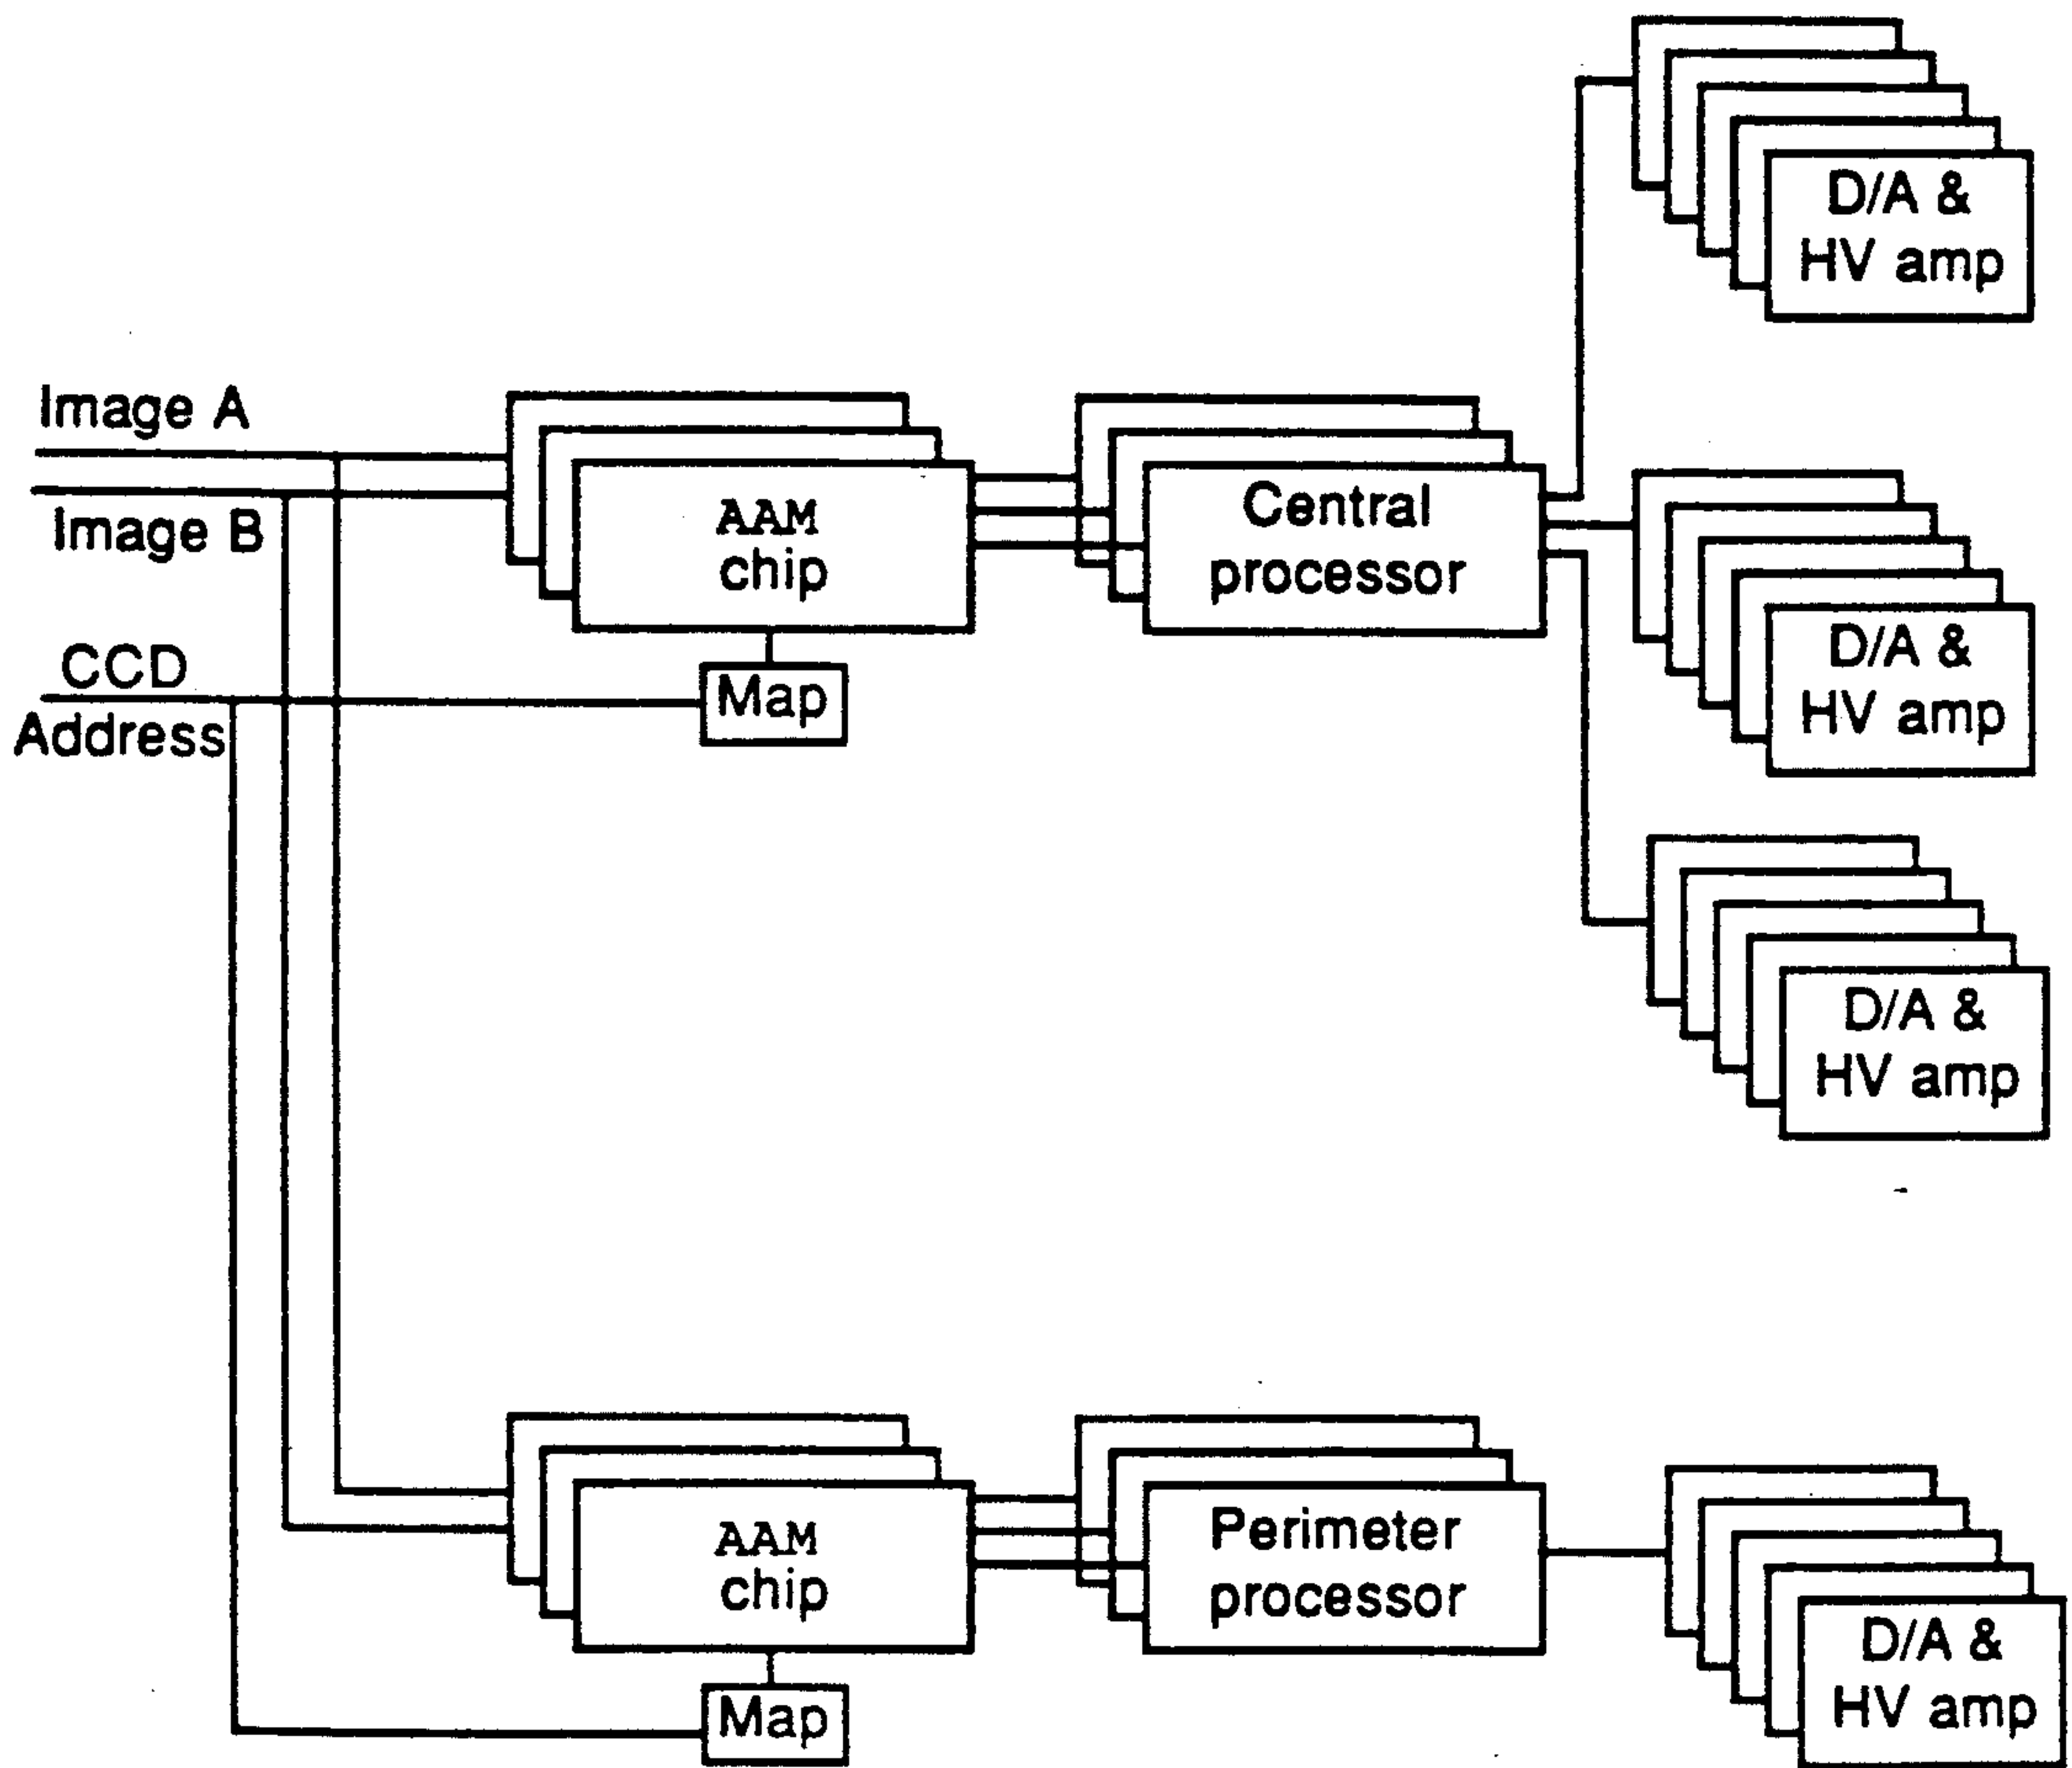 D/A &
HV amp
Image A
Image B
AAM
chip
Central
processor
D/A &
HV amp
CCD
Address
Map
D/A &
HV amp
AAM
chip
Perimeter
processor
D/A &
HV amp
Map